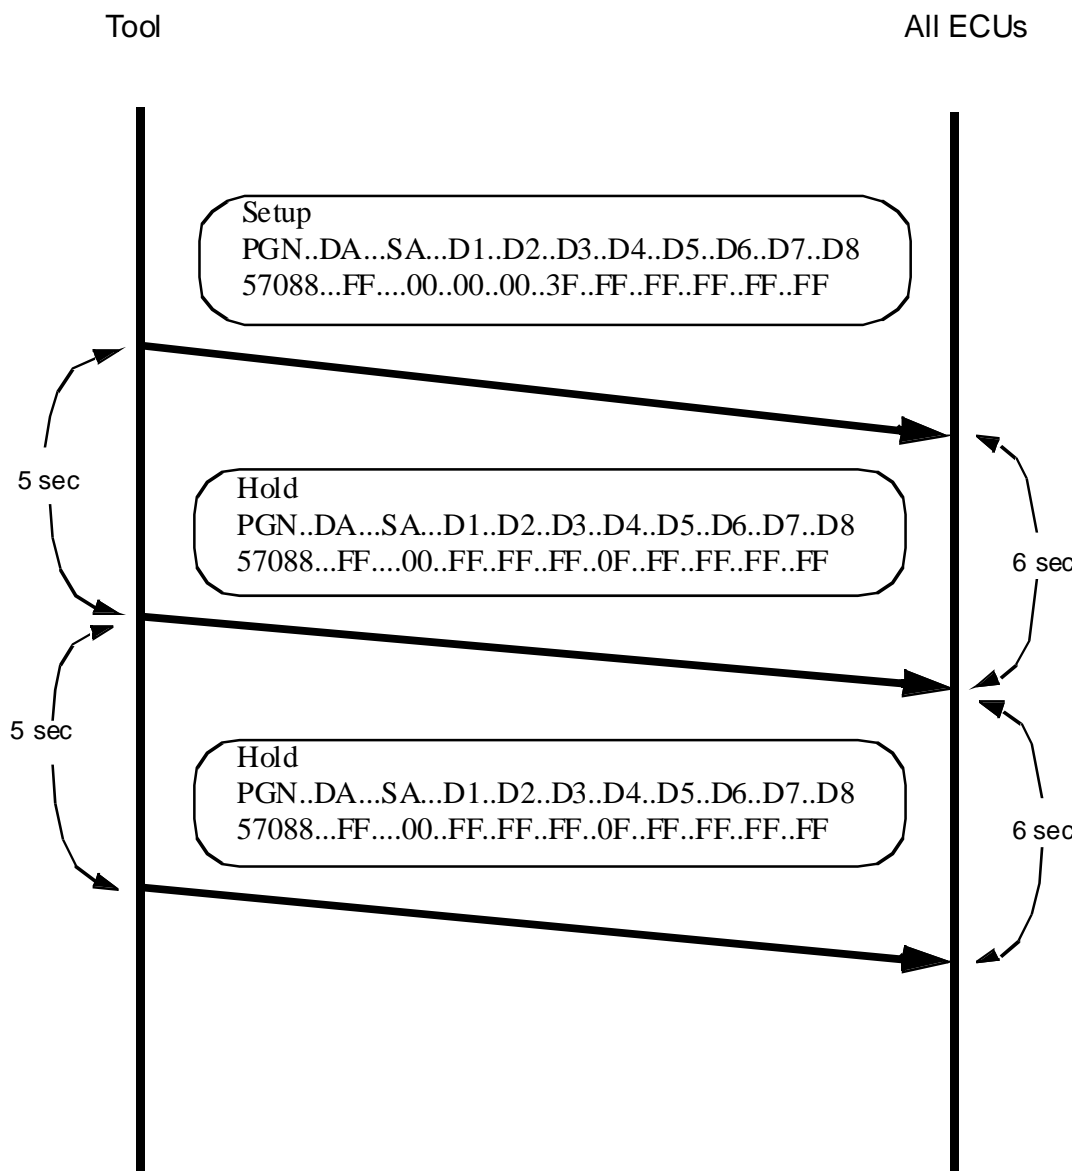 Tool
All ECUs
Setup
PGN..DA...SA...D1..D2..D3..D4..D5..D6..D7..D8
57088...FF....00..00..00..3F..FF..FF..FF..FF..FF
5 sec
Hold
PGN..DA...SA...D1..D2..D3..D4..D5..D6..D7..D8
57088...FF....00..FF..FF..FF..0F..FF..FF..FF..FF
6 sec
5 sec
Hold
PGN..DA...SA...D1..D2..D3..D4..D5..D6..D7..D8
57088...FF....00..FF..FF..FF..0F..FF..FF..FF..FF
6 sec